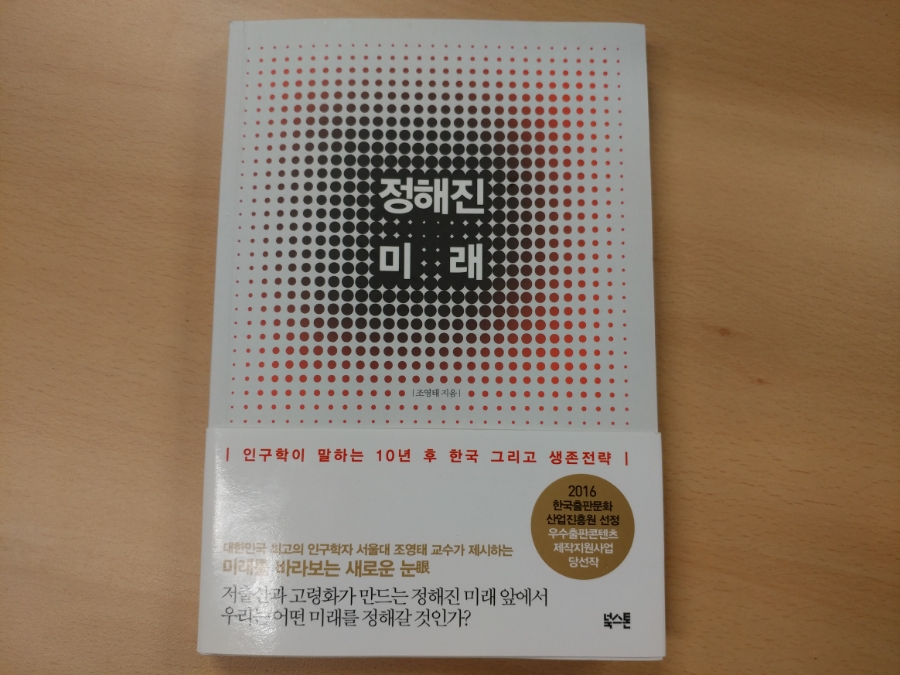 정해진
미래
| 조영태 지음 |
| 인구학이 말하는 10년 후 한국 그리고 생존전략 |
2016
한국출판문화
산업진흥원 선정
우수출판콘텐츠
제작지원사업
당선작
대한민국 최고의 인구학자 서울대 조영태 교수가 제시하는
미래를 바라보는 새로운 눈眼
저출산과 고령화가 만드는 정해진 미래 앞에서
우리는 어떤 미래를 정해갈 것인가?
북스톤